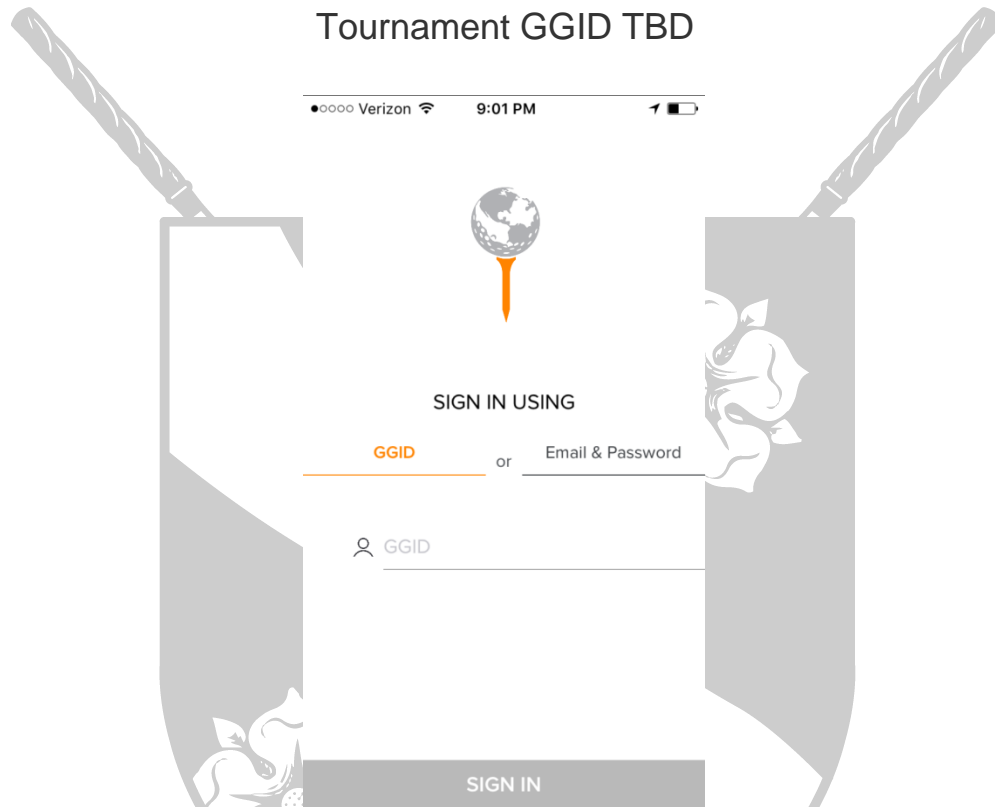 Tournament GGID TBD
Verizon 9:01 PM
SIGN IN USING
GGID or Email & Password
GGID
SIGN IN